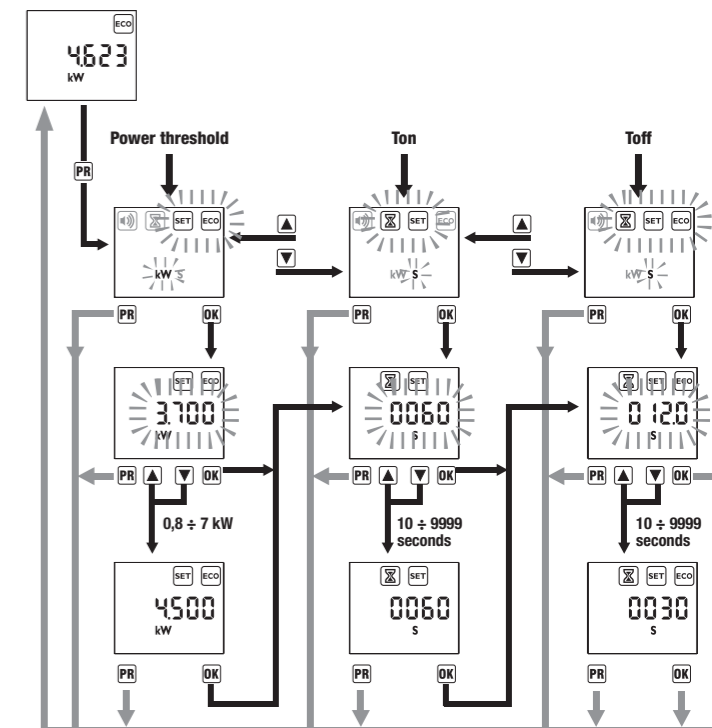 ECO
4.623
kW
PR
Power threshold Ton Toff
SET ECO SET ECO SET ECO
▲ ▲
▼ ▼
kW S kW S kW S
PR OK PR OK PR OK
SET ECO SET SET ECO
3.700 0060 012.0
kW S S
PR ▲ ▼ OK PR ▲ ▼ OK PR ▲ ▼ OK
0,8 ÷ 7 kW 10 ÷ 9999 10 ÷ 9999
seconds seconds
SET ECO SET SET ECO
4.500 0060 0030
kW S S
PR OK PR OK PR OK